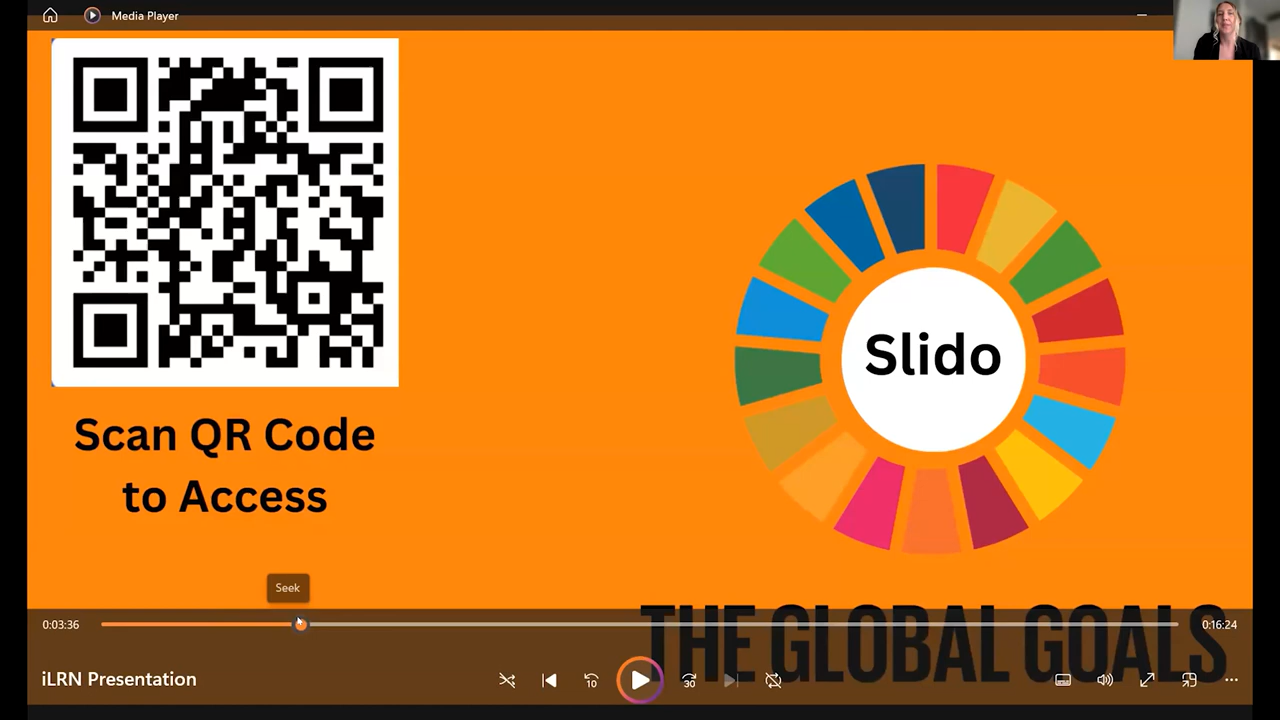 Media Player
Slido
Scan QR Code
to Access
Seek
THE GLOBAL GOALS
0:03:36
0:16:24
iLRN Presentation
10
30